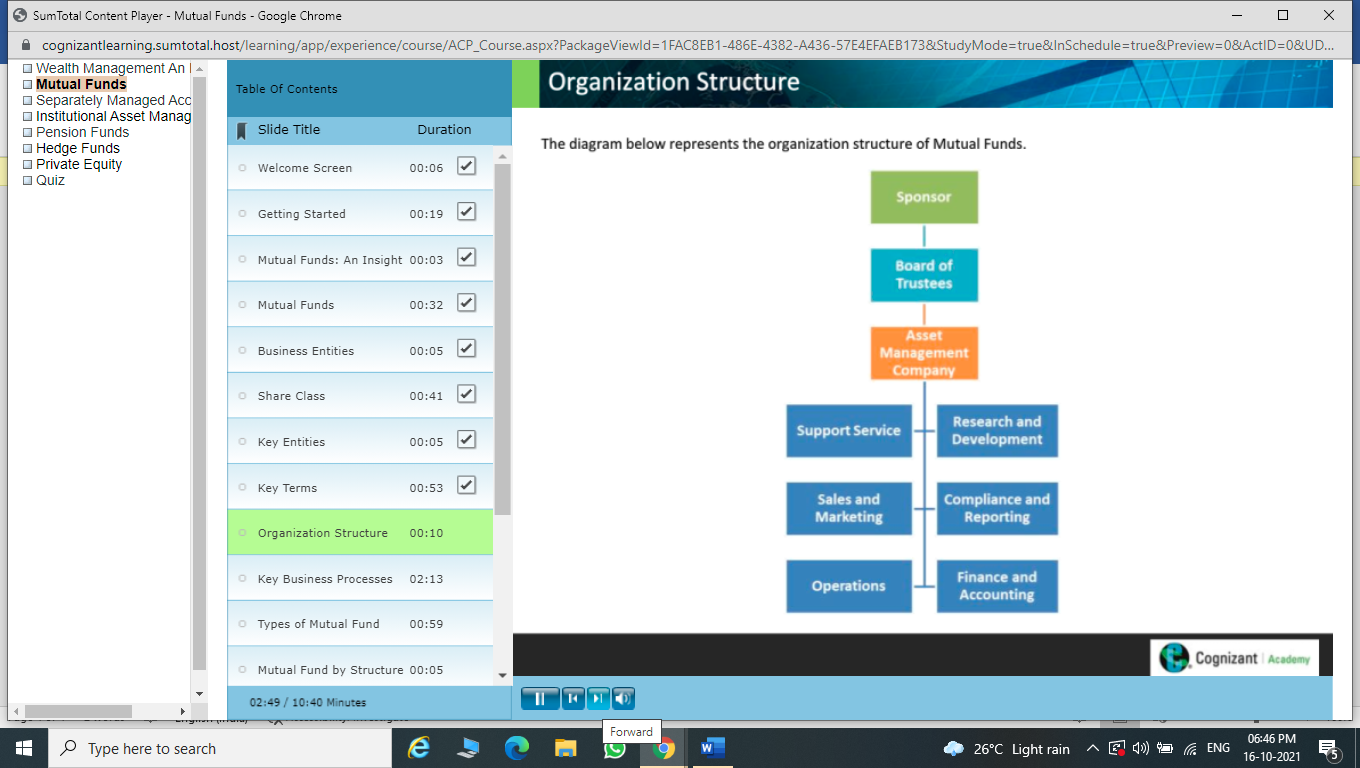 SumTotal Content Player - Mutual Funds - Google Chrome
cognizantlearning.sumtotal.host/learning/app/experience/course/ACP_Course.aspx?PackageViewId=1FAC8EB1-486E-4382-A436-57E4EFAEB173&StudyMode=true&InSchedule=true&Preview=0&ActID=0&UD...
Wealth Management An
Mutual Funds
Separately Managed Acc
Institutional Asset Manag
Pension Funds
Hedge Funds
Private Equity
Quiz
Table Of Contents
Slide Title Duration
Welcome Screen 00:06
Getting Started 00:19
Mutual Funds: An Insight 00:03
Mutual Funds 00:32
Business Entities 00:05
Share Class 00:41
Key Entities 00:05
Key Terms 00:53
Organization Structure 00:10
Key Business Processes 02:13
Types of Mutual Fund 00:59
Mutual Fund by Structure 00:05
02:49 / 10:40 Minutes
Organization Structure
The diagram below represents the organization structure of Mutual Funds.
Sponsor
Board of
Trustees
Asset
Management
Company
Support Service
Research and
Development
Sales and
Marketing
Compliance and
Reporting
Operations
Finance and
Accounting
Cognizant | Academy
Forward
Type here to search
26°C Light rain
ENG
06:46 PM
16-10-2021
5